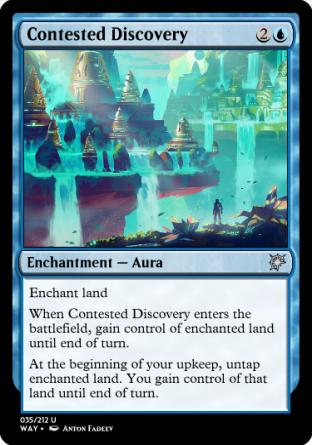 Contested Discovery 2
Enchantment — Aura
Enchant land
When Contested Discovery enters the
battlefield, gain control of enchanted land
until end of turn.
At the beginning of your upkeep, untap
enchanted land. You gain control of that
land until end of turn.
035/212 U
WAY • Anton Fadeev